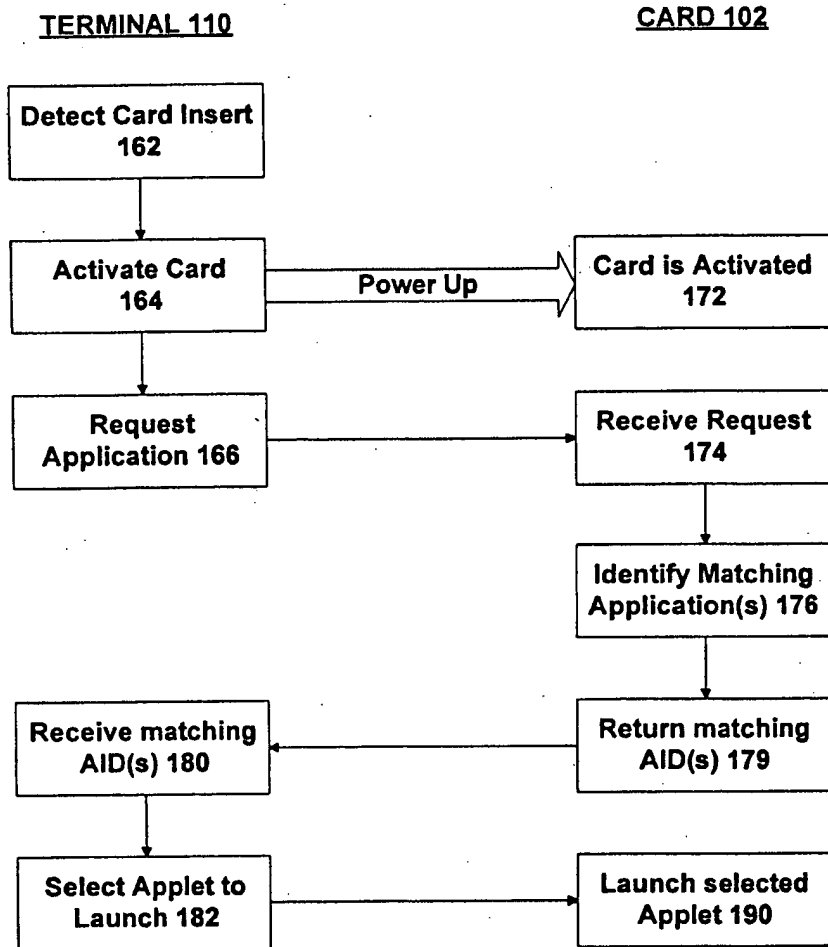 TERMINAL 110
CARD 102
Detect Card Insert
162
Activate Card
164
Power Up
Card is Activated
172
Request
Application 166
Receive Request
174
Identify Matching
Application(s) 176
Return matching
AID(s) 179
Receive matching
AID(s) 180
Select Applet to
Launch 182
Launch selected
Applet 190